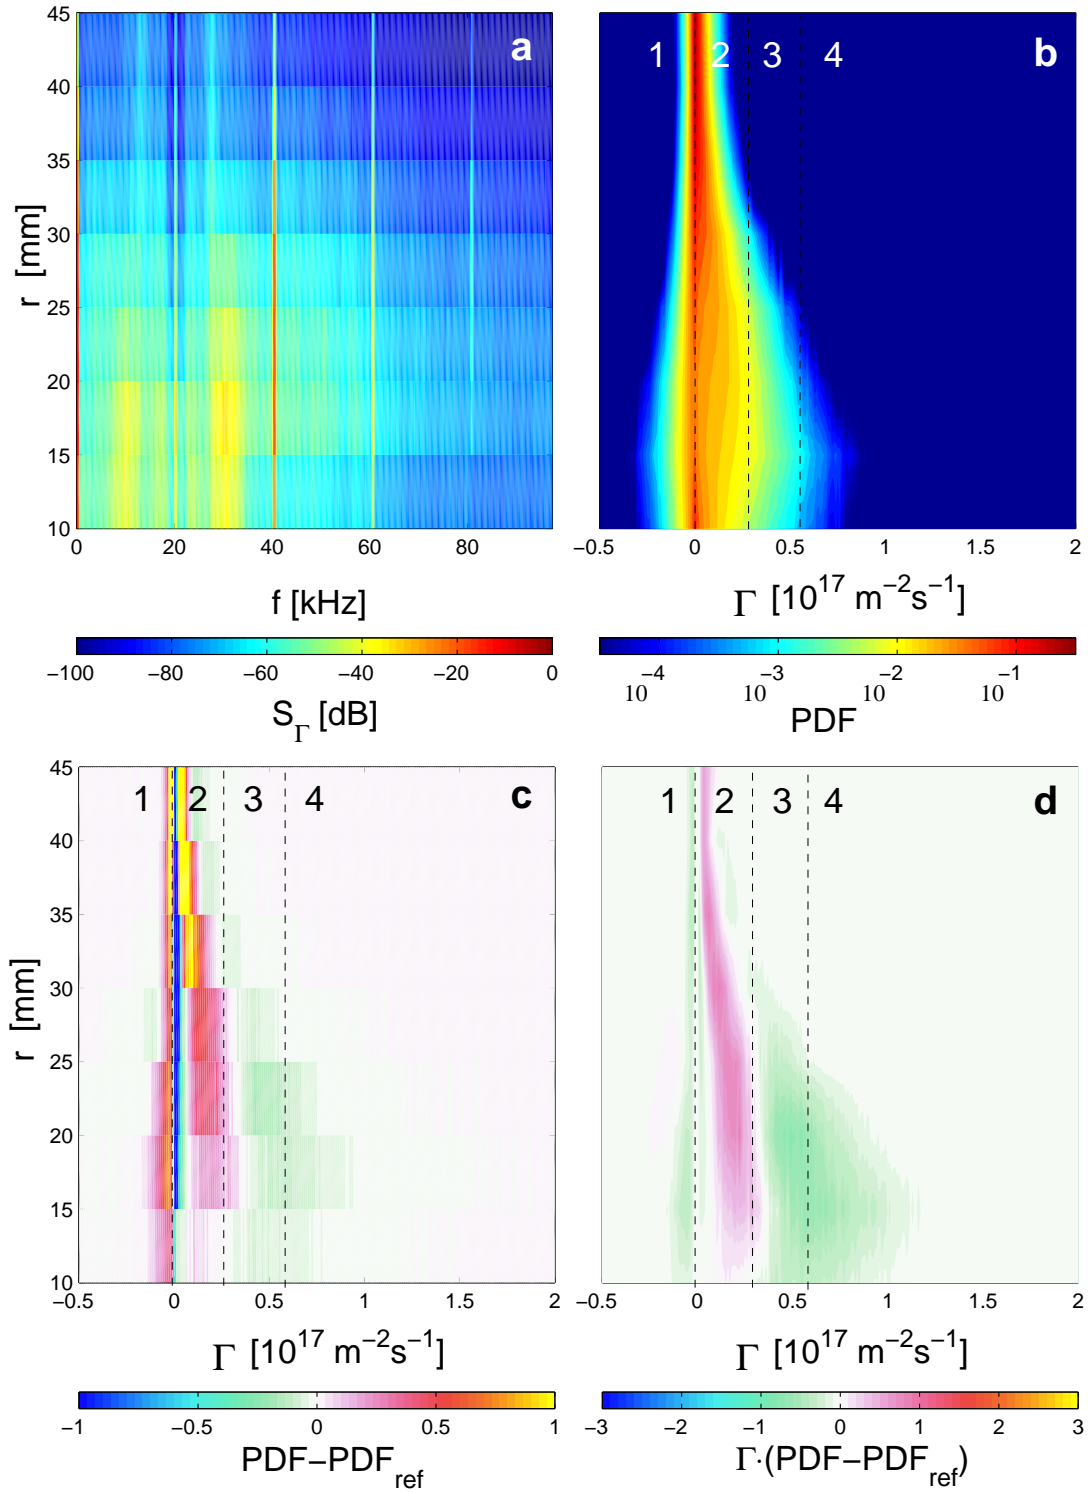 45
40
35
30
25
20
15
10
r [mm]
a
0 20 40 60 80
f [kHz]
−100 −80 −60 −40 −20 0
S_Γ [dB]
1 2 3 4
b
−0.5 0 0.5 1 1.5 2
Γ [10^17 m^−2 s^−1]
10^−4 10^−3 10^−2 10^−1
PDF
45
40
35
30
25
20
15
10
r [mm]
1 2 3 4
c
−0.5 0 0.5 1 1.5 2
Γ [10^17 m^−2 s^−1]
−1 −0.5 0 0.5 1
PDF−PDF_ref
1 2 3 4
d
−0.5 0 0.5 1 1.5 2
Γ [10^17 m^−2 s^−1]
−3 −2 −1 0 1 2 3
Γ·(PDF−PDF_ref)